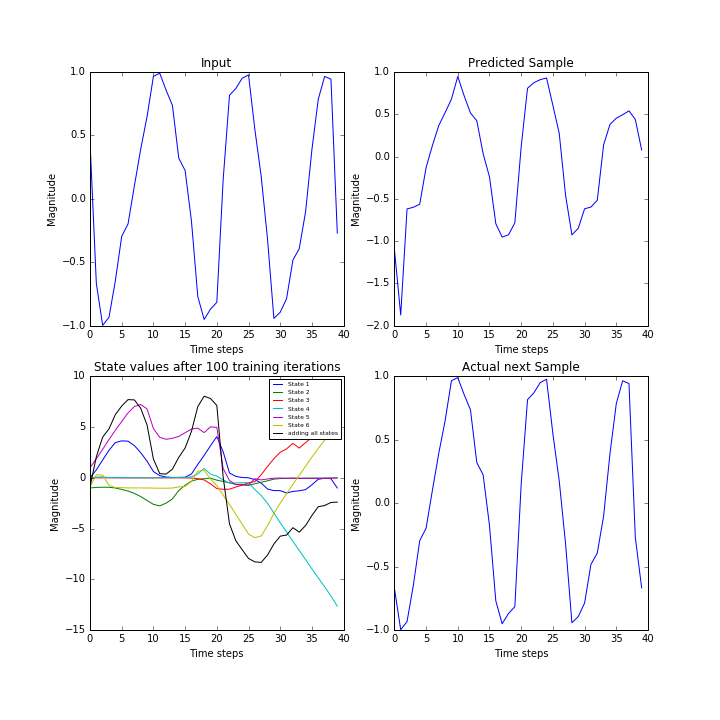 Input
Magnitude
1.0
0.5
0.0
−0.5
−1.0
0 5 10 15 20 25 30 35 40
Time steps
Predicted Sample
Magnitude
1.0
0.5
0.0
−0.5
−1.0
−1.5
−2.0
0 5 10 15 20 25 30 35 40
Time steps
State values after 100 training iterations
Magnitude
10
5
0
−5
−10
−15
0 5 10 15 20 25 30 35 40
Time steps
State 1
State 2
State 3
State 4
State 5
State 6
adding all states
Actual next Sample
Magnitude
1.0
0.5
0.0
−0.5
−1.0
0 5 10 15 20 25 30 35 40
Time steps